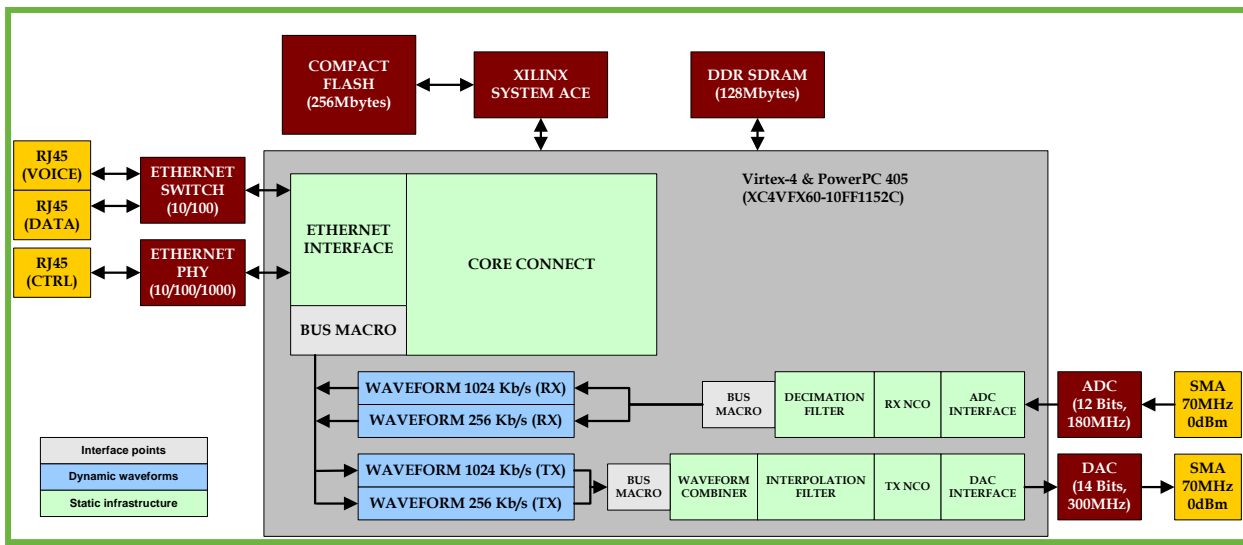 COMPACT
FLASH
(256Mbytes)
XILINX
SYSTEM ACE
DDR SDRAM
(128Mbytes)
RJ45
(VOICE)
RJ45
(DATA)
RJ45
(CTRL)
ETHERNET
SWITCH
(10/100)
ETHERNET
PHY
(10/100/1000)
Virtex-4 & PowerPC 405
(XC4VFX60-10FF1152C)
ETHERNET
INTERFACE
CORE CONNECT
BUS MACRO
WAVEFORM 1024 Kb/s (RX)
WAVEFORM 256 Kb/s (RX)
BUS
MACRO
DECIMATION
FILTER
RX NCO
ADC
INTERFACE
ADC
(12 Bits,
180MHz)
SMA
70MHz
0dBm
WAVEFORM 1024 Kb/s (TX)
WAVEFORM 256 Kb/s (TX)
BUS
MACRO
WAVEFORM
COMBINER
INTERPOLATION
FILTER
TX NCO
DAC
INTERFACE
DAC
(14 Bits,
300MHz)
SMA
70MHz
0dBm
Interface points
Dynamic waveforms
Static infrastructure